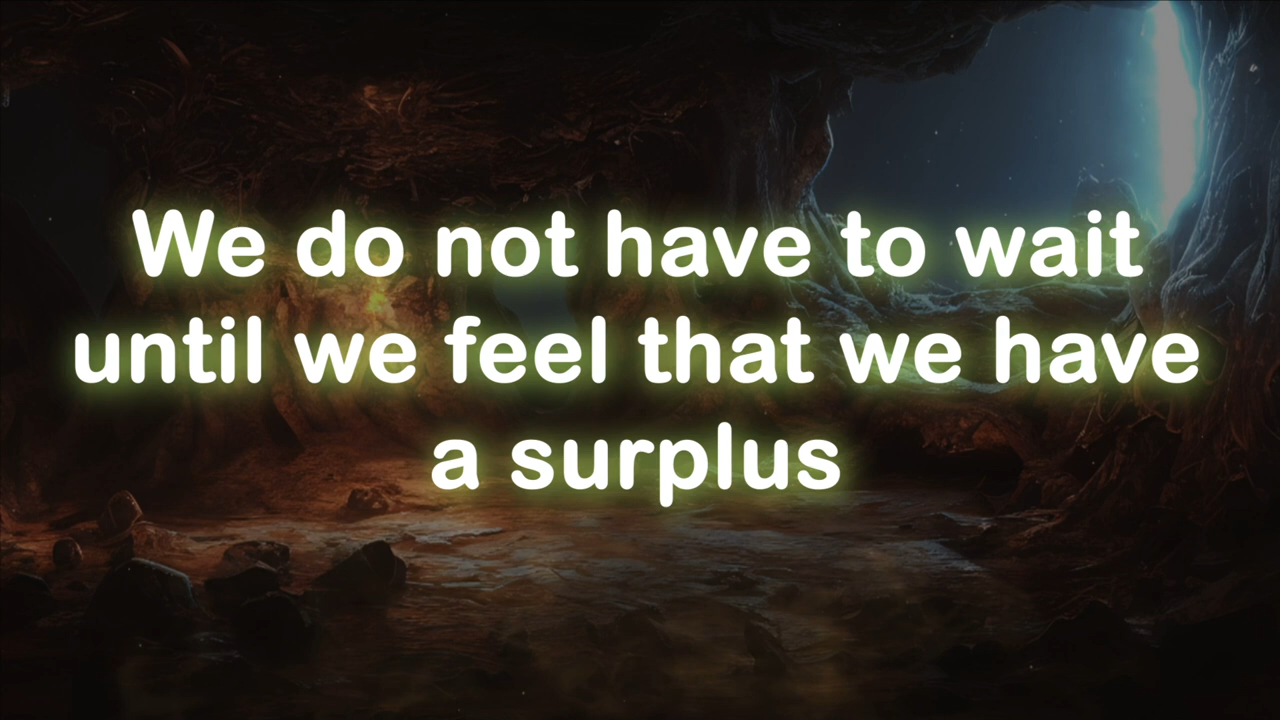 We do not have to wait
until we feel that we have
a surplus